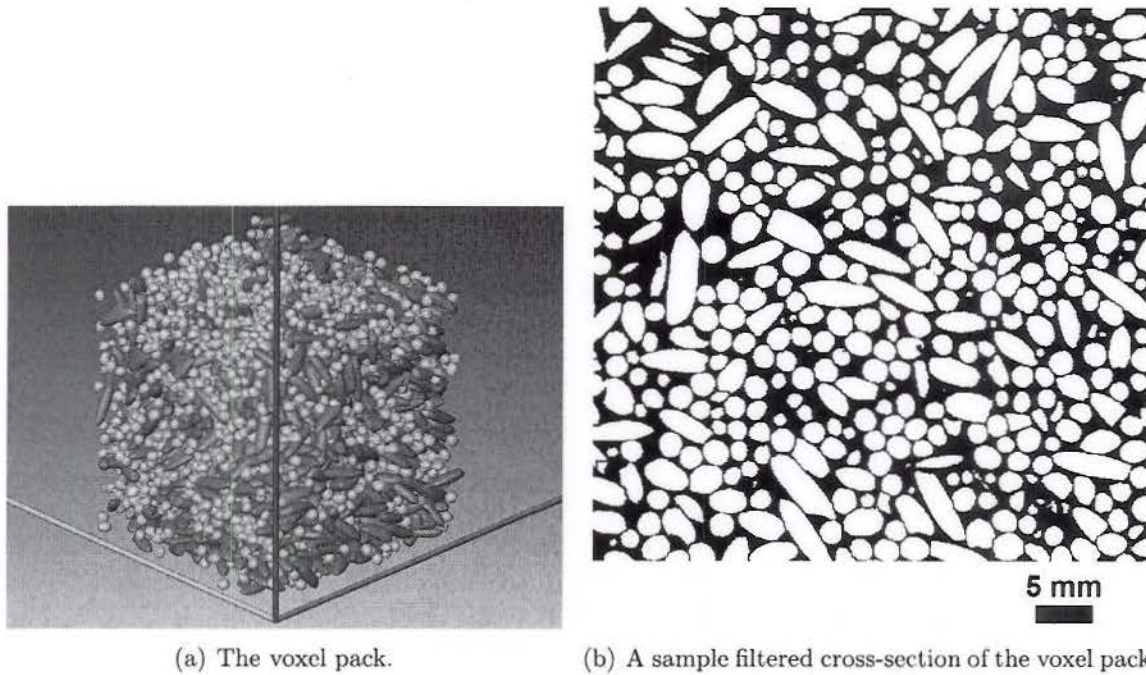 5 mm
(a) The voxel pack.
(b) A sample filtered cross-section of the voxel pack